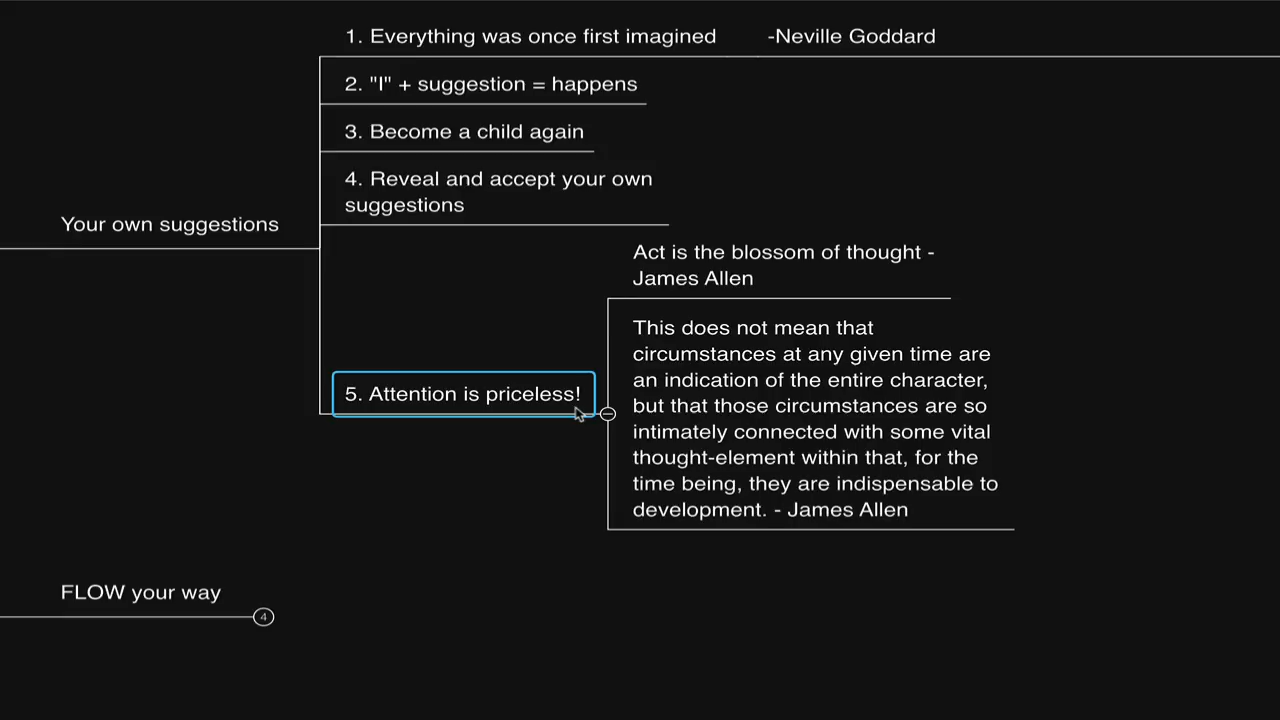 1. Everything was once first imagined -Neville Goddard
2. "I" + suggestion = happens
3. Become a child again
4. Reveal and accept your own
suggestions
Your own suggestions
Act is the blossom of thought -
James Allen
This does not mean that
circumstances at any given time are
an indication of the entire character,
but that those circumstances are so
intimately connected with some vital
thought-element within that, for the
time being, they are indispensable to
development. - James Allen
5. Attention is priceless!
FLOW your way
4